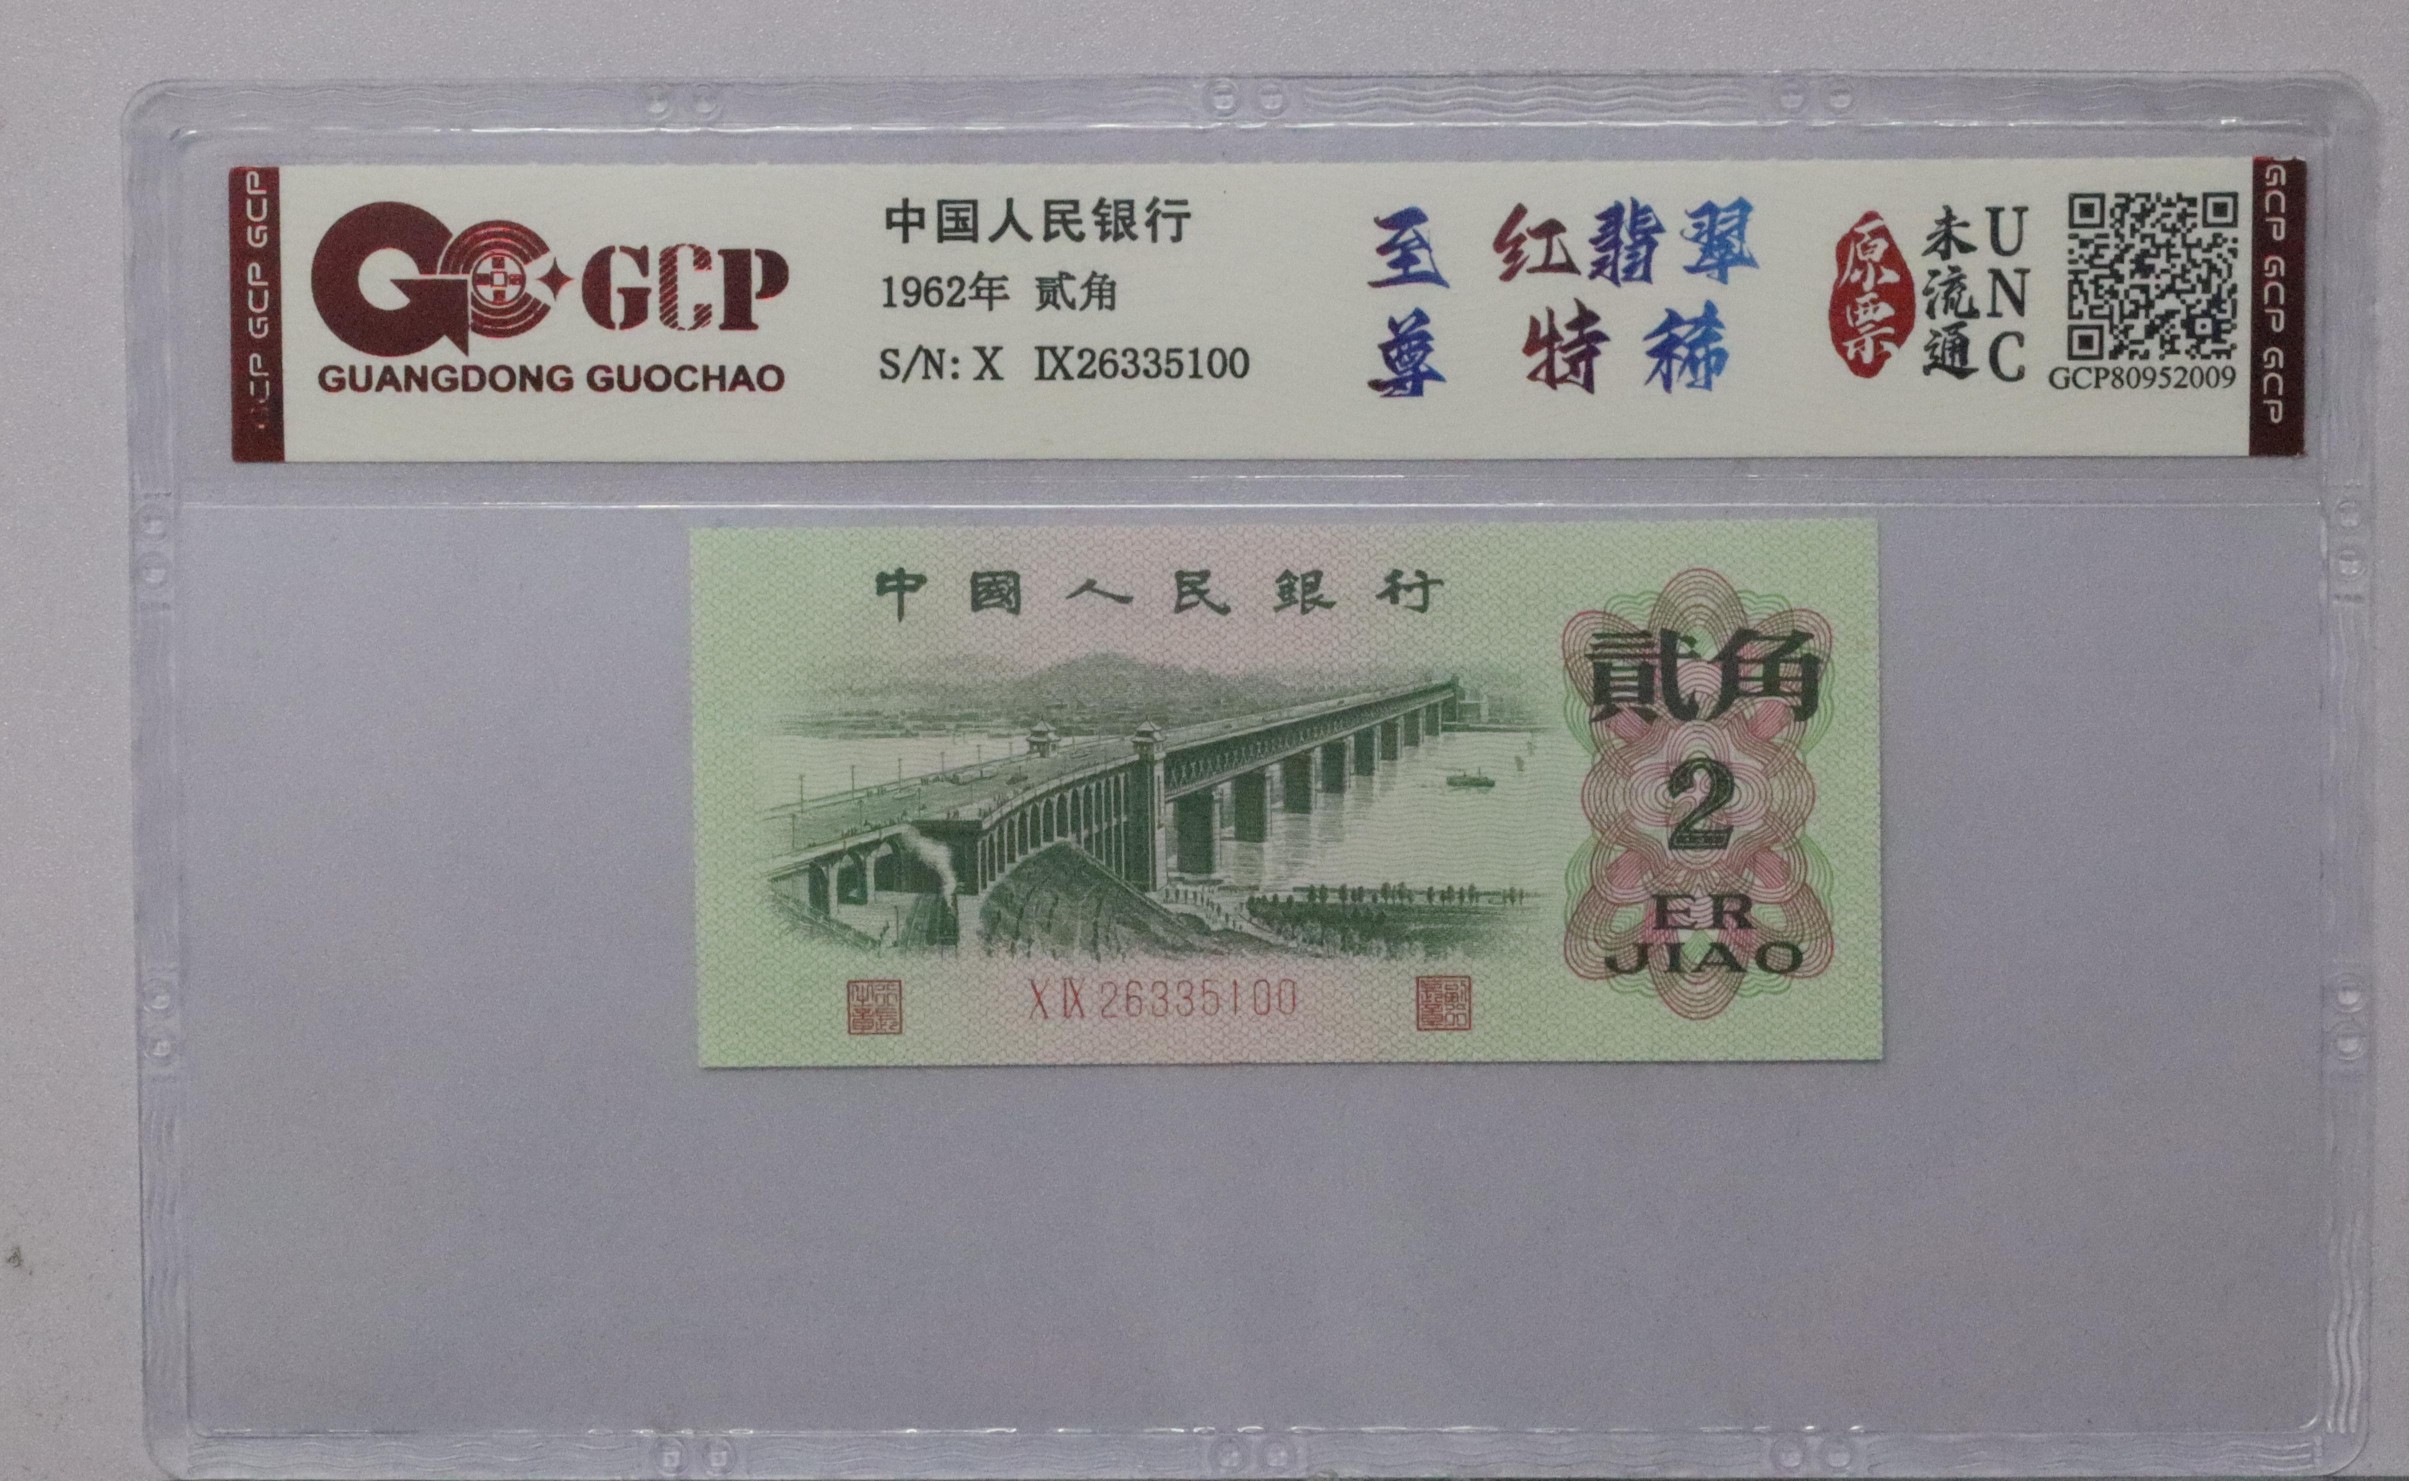 GCP GCP GCP
GCP
GUANGDONG GUOCHAO
中国人民银行
1962年 贰角
S/N: X IX26335100
至尊
红翡翠
特稀
原票
未流通
UNC
GCP80952009
GCP GCP GCP
中國人民銀行
貳角
2
ER
JIAO
X IX 26335100